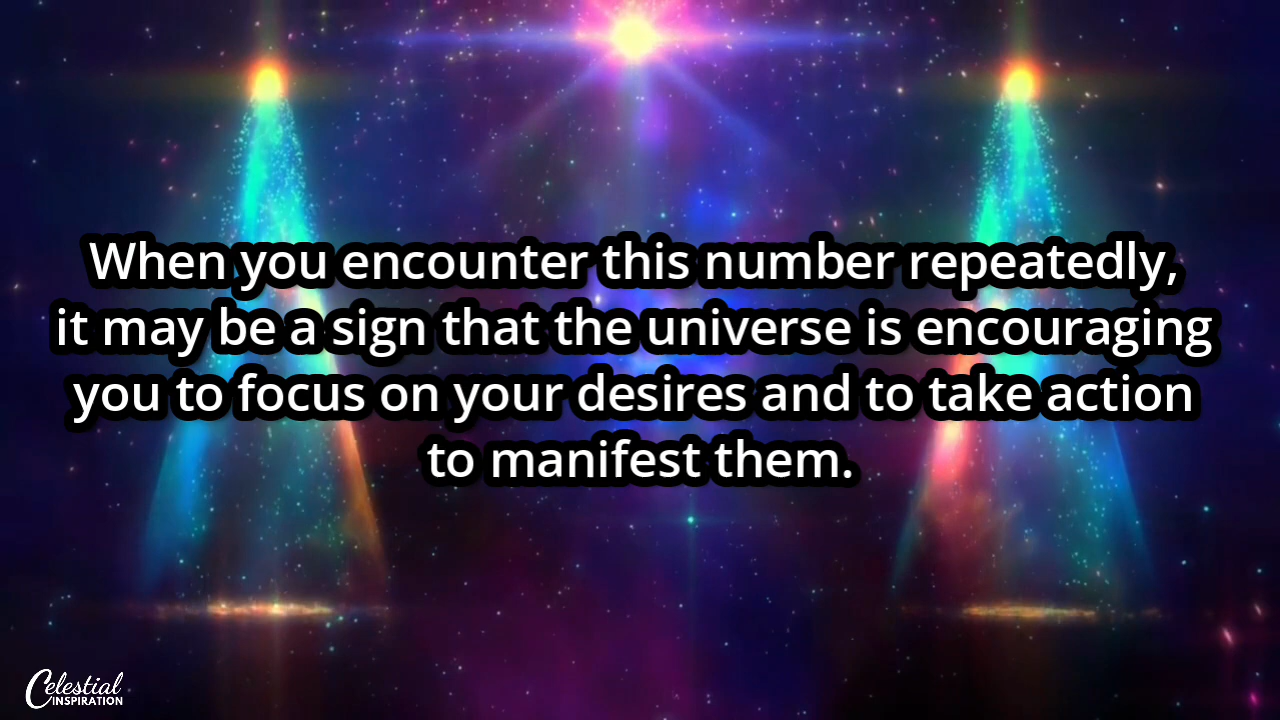 When you encounter this number repeatedly,
it may be a sign that the universe is encouraging
you to focus on your desires and to take action
to manifest them.
Celestial
INSPIRATION